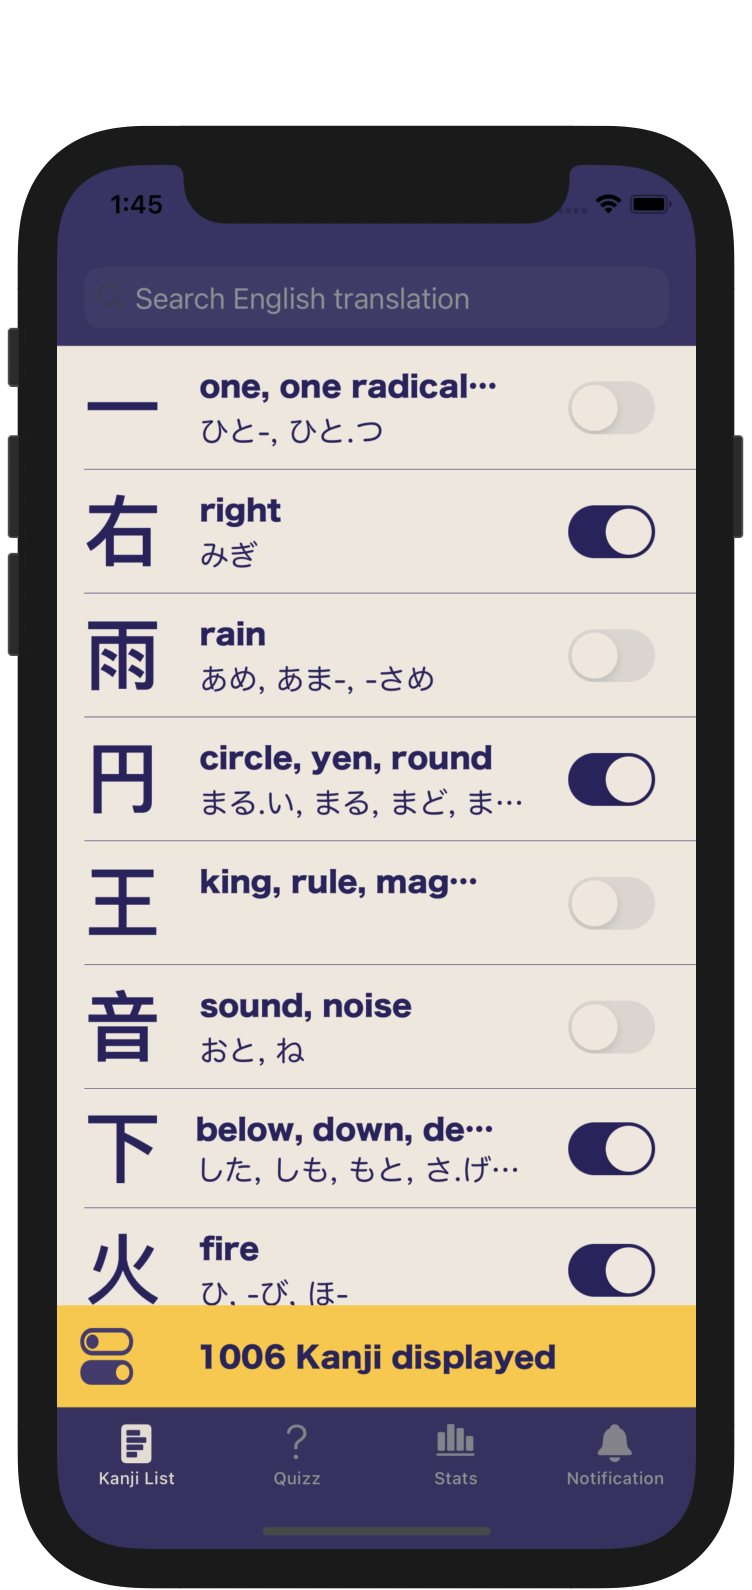 1:45
Search English translation
一
one, one radical…
ひと-, ひと.つ
右
right
みぎ
雨
rain
あめ, あま-, -さめ
円
circle, yen, round
まる.い, まる, まど, ま…
王
king, rule, mag…
音
sound, noise
おと, ね
下
below, down, de…
した, しも, もと, さ.げ…
火
fire
ひ, -び, ほ-
1006 Kanji displayed
Kanji List
Quizz
Stats
Notification